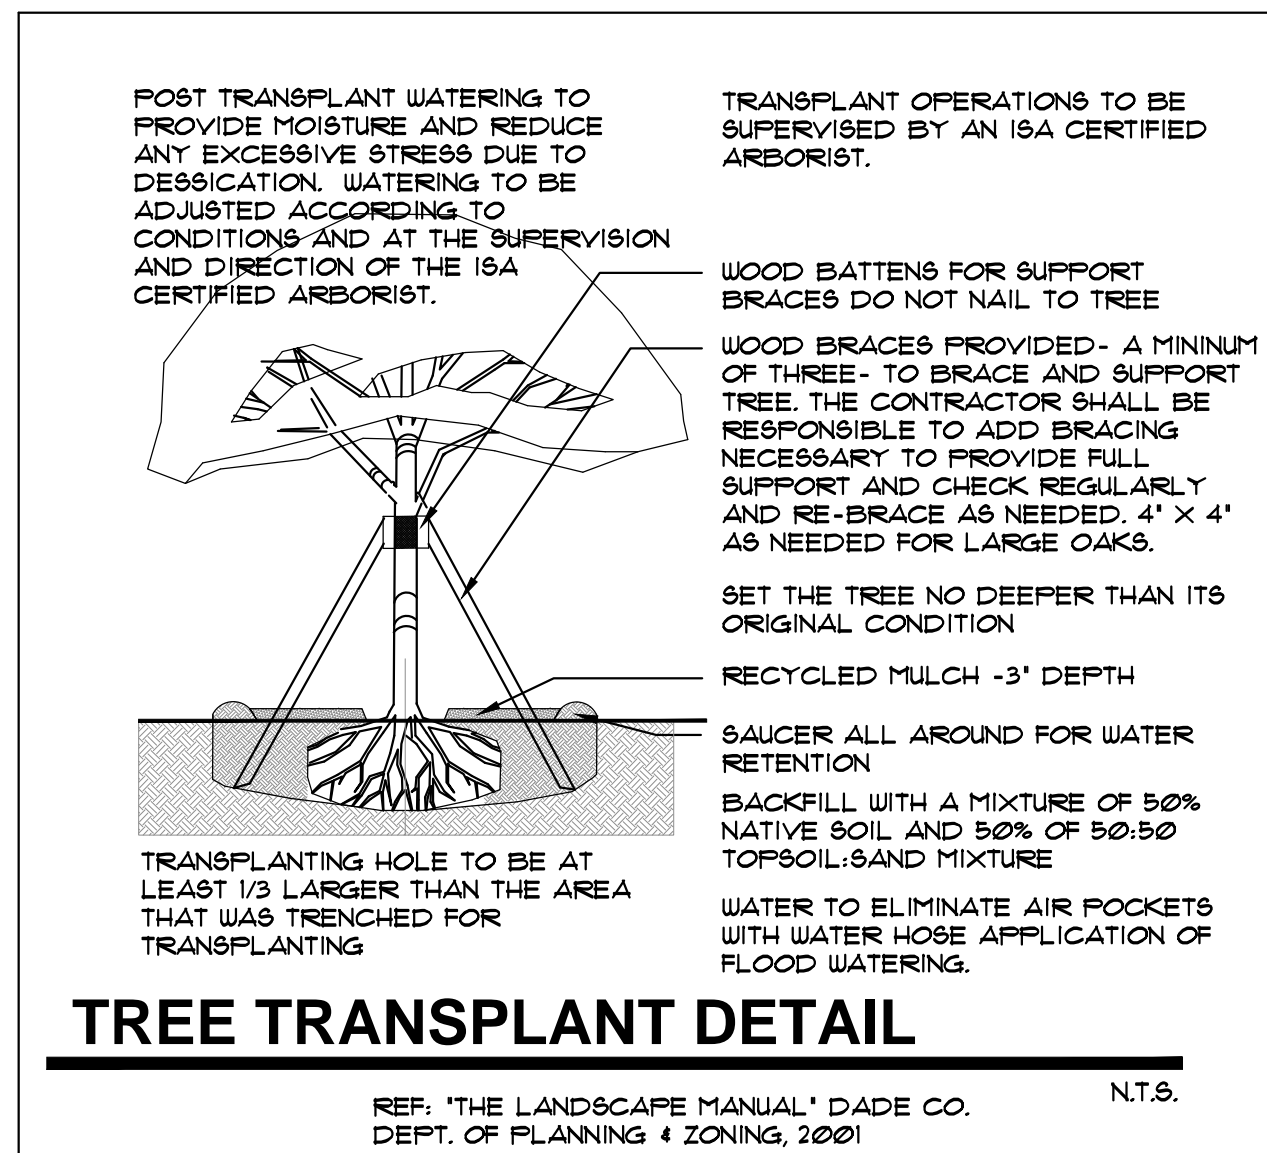 POST TRANSPLANT WATERING TO
PROVIDE MOISTURE AND REDUCE
ANY EXCESSIVE STRESS DUE TO
DESSICATION. WATERING TO BE
ADJUSTED ACCORDING TO
CONDITIONS AND AT THE SUPERVISION
AND DIRECTION OF THE ISA
CERTIFIED ARBORIST.
TRANSPLANT OPERATIONS TO BE
SUPERVISED BY AN ISA CERTIFIED
ARBORIST.
WOOD BATTENS FOR SUPPORT
BRACES DO NOT NAIL TO TREE
WOOD BRACES PROVIDED- A MININUM
OF THREE- TO BRACE AND SUPPORT
TREE. THE CONTRACTOR SHALL BE
RESPONSIBLE TO ADD BRACING
NECESSARY TO PROVIDE FULL
SUPPORT AND CHECK REGULARLY
AND RE-BRACE AS NEEDED. 4" X 4"
AS NEEDED FOR LARGE OAKS.
SET THE TREE NO DEEPER THAN ITS
ORIGINAL CONDITION
RECYCLED MULCH -3" DEPTH
SAUCER ALL AROUND FOR WATER
RETENTION
BACKFILL WITH A MIXTURE OF 50%
NATIVE SOIL AND 50% OF 50:50
TOPSOIL:SAND MIXTURE
WATER TO ELIMINATE AIR POCKETS
WITH WATER HOSE APPLICATION OF
FLOOD WATERING.
TRANSPLANTING HOLE TO BE AT
LEAST 1/3 LARGER THAN THE AREA
THAT WAS TRENCHED FOR
TRANSPLANTING
TREE TRANSPLANT DETAIL
N.T.S.
REF: "THE LANDSCAPE MANUAL" DADE CO.
DEPT. OF PLANNING & ZONING, 2001